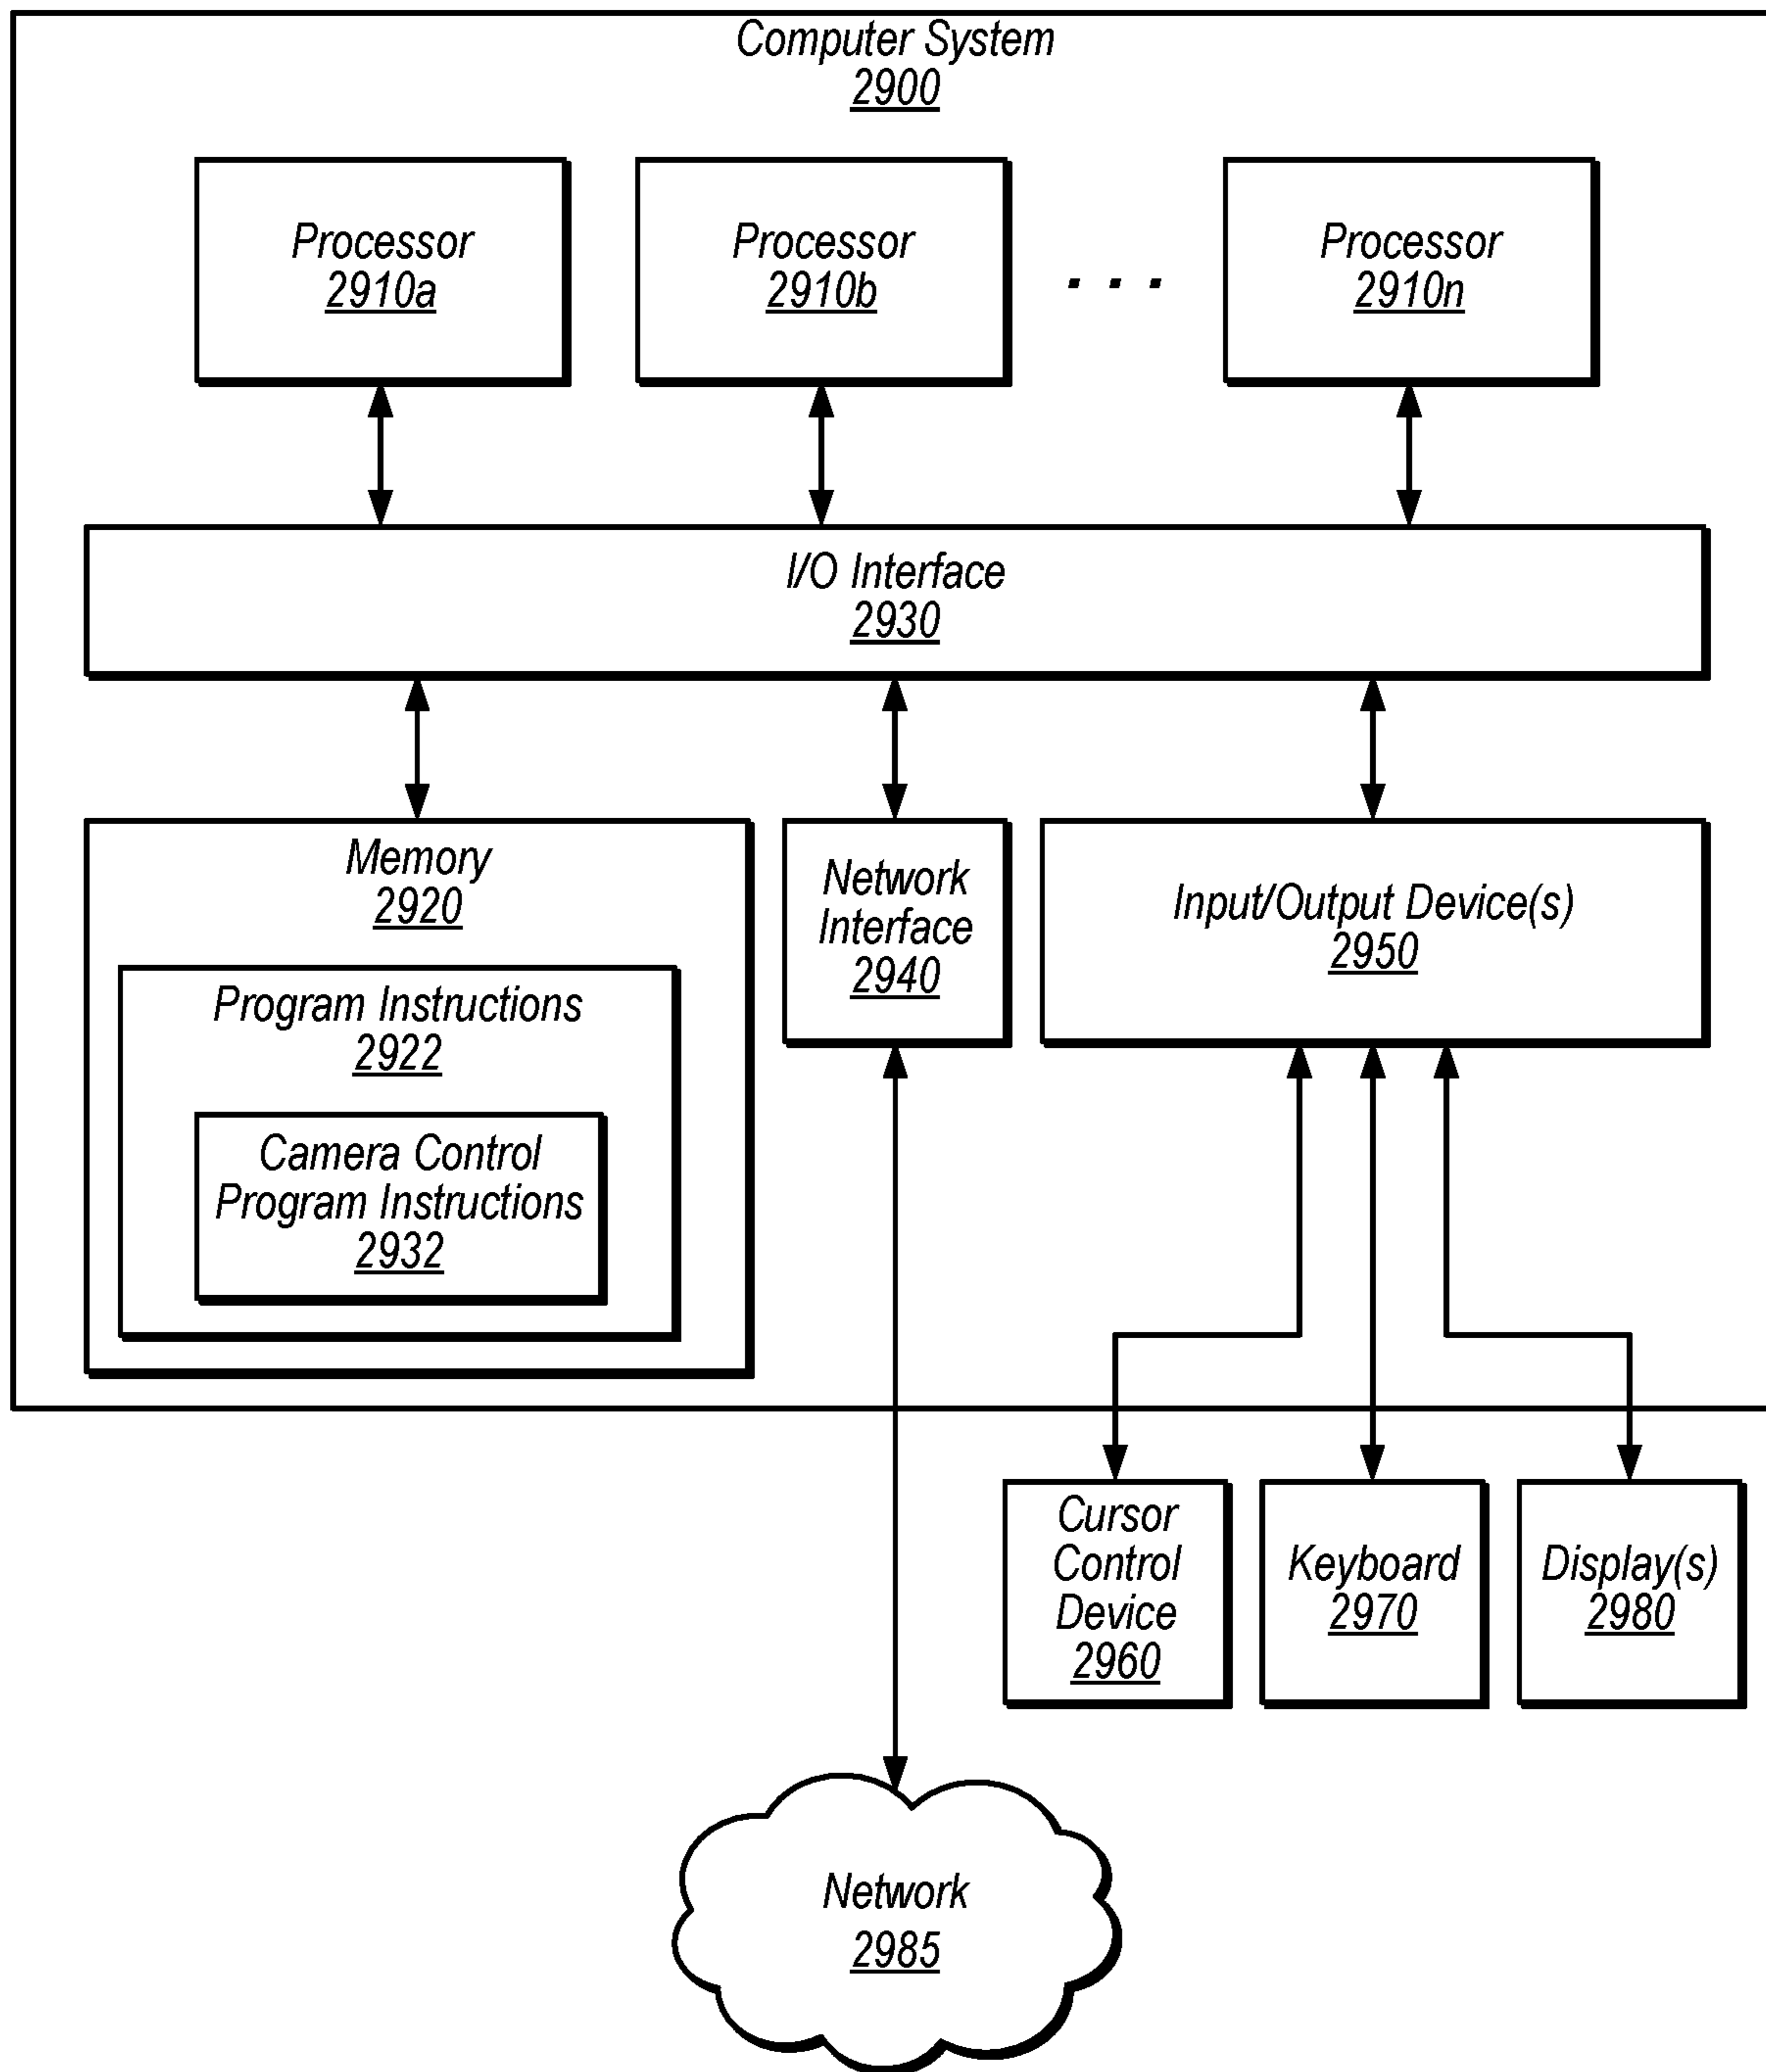 Computer System
2900
Processor
2910a
Processor
2910b
. . .
Processor
2910n
I/O Interface
2930
Memory
2920
Program Instructions
2922
Camera Control
Program Instructions
2932
Network
Interface
2940
Input/Output Device(s)
2950
Cursor
Control
Device
2960
Keyboard
2970
Display(s)
2980
Network
2985